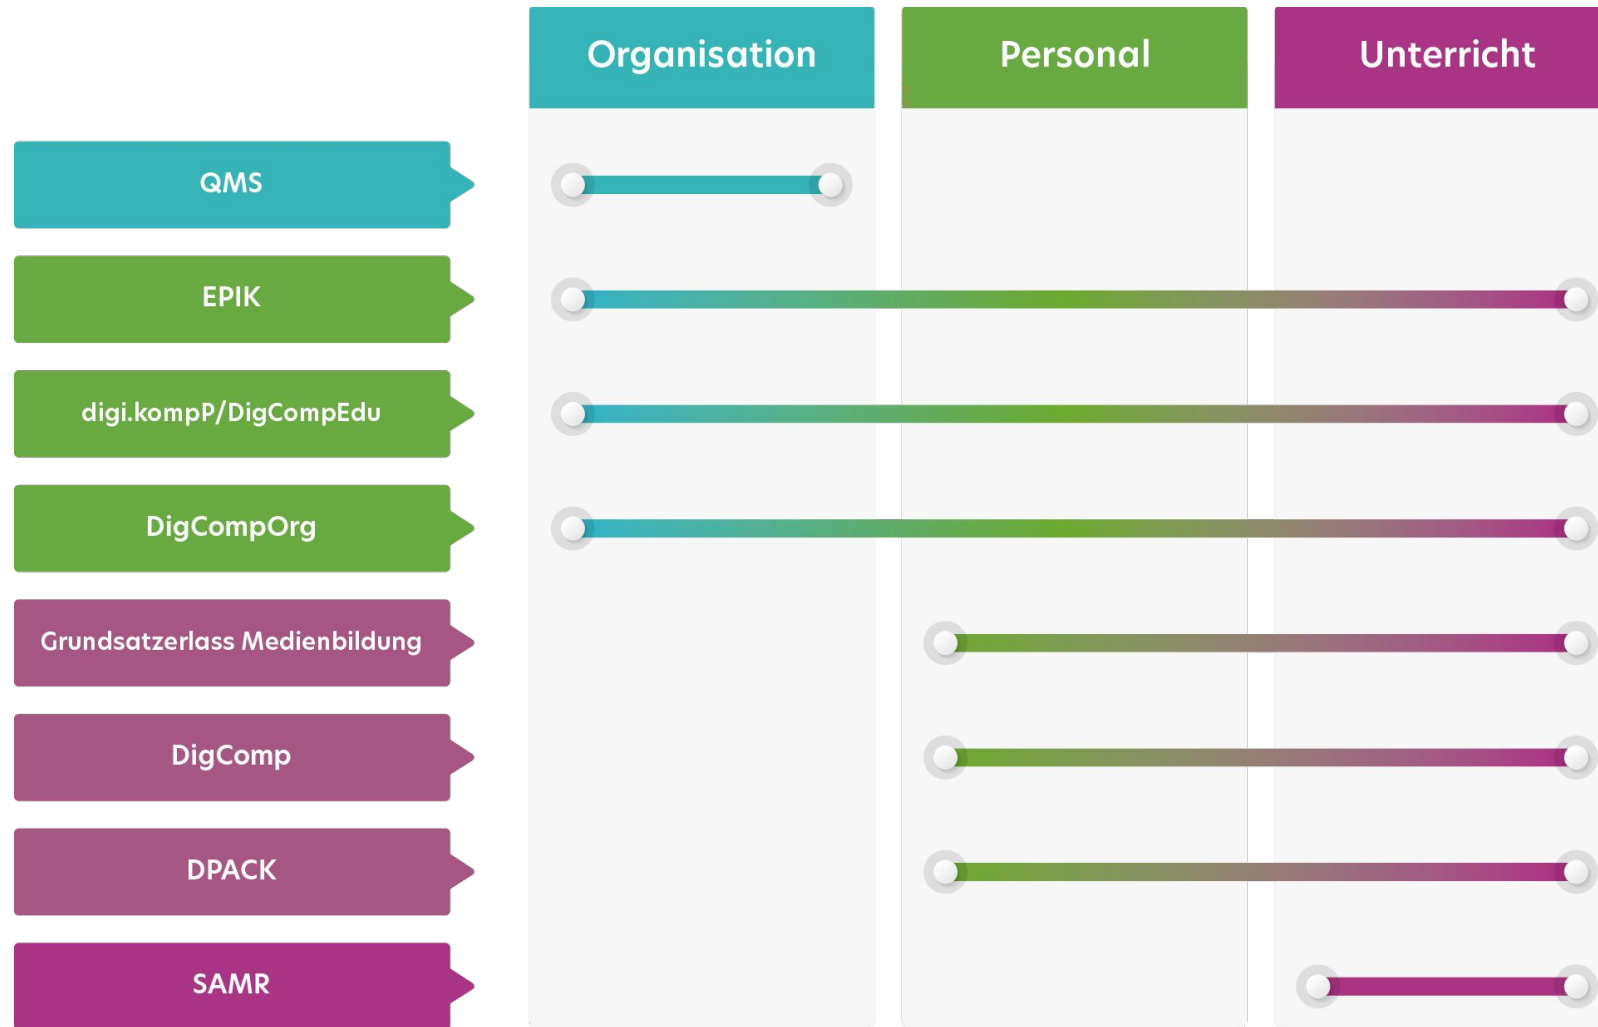 Organisation
Personal
Unterricht
QMS
EPIK
digi.kompP/DigCompEdu
DigCompOrg
Grundsatzerlass Medienbildung
DigComp
DPACK
SAMR